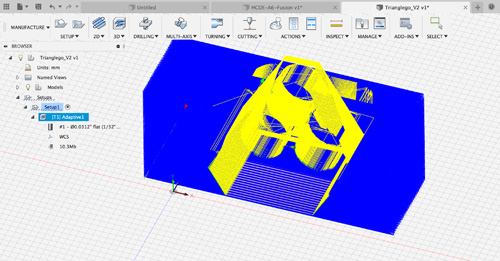 Untitled
HCDX-A6-Fusion v1*
Trianglego_V2 v1*
MANUFACTURE
SETUP
2D
3D
DRILLING
MULTI-AXIS
TURNING
CUTTING
ACTIONS
INSPECT
MANAGE
ADD-INS
SELECT
BROWSER
Trianglego_V2 v1
Units: mm
Named Views
Models
Setups
Setup1
[T1] Adaptive1
#1 - Ø0.0312" flat (1/32"...
WCS
10.3Mb